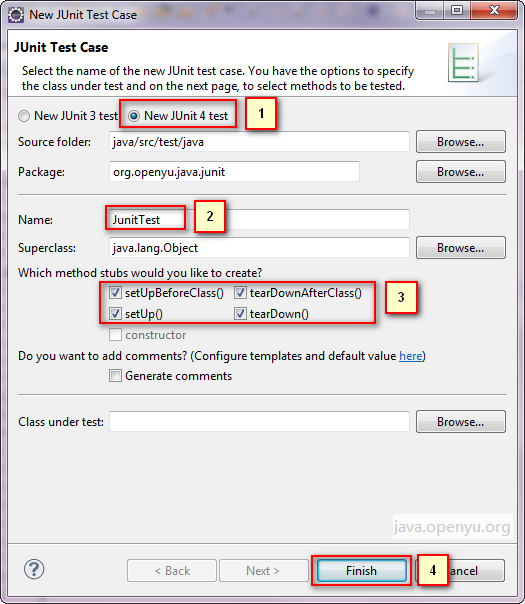 New JUnit Test Case
JUnit Test Case
Select the name of the new JUnit test case. You have the options to specify
the class under test and on the next page, to select methods to be tested.
New JUnit 3 test New JUnit 4 test 1
Source folder: java/src/test/java Browse...
Package: org.openyu.java.junit Browse...
Name: JunitTest 2
Superclass: java.lang.Object Browse...
Which method stubs would you like to create?
setUpBeforeClass() tearDownAfterClass() 3
setUp() tearDown()
constructor
Do you want to add comments? (Configure templates and default value here)
Generate comments
Class under test: Browse...
java.openyu.org
? < Back Next > Finish 4 ancel